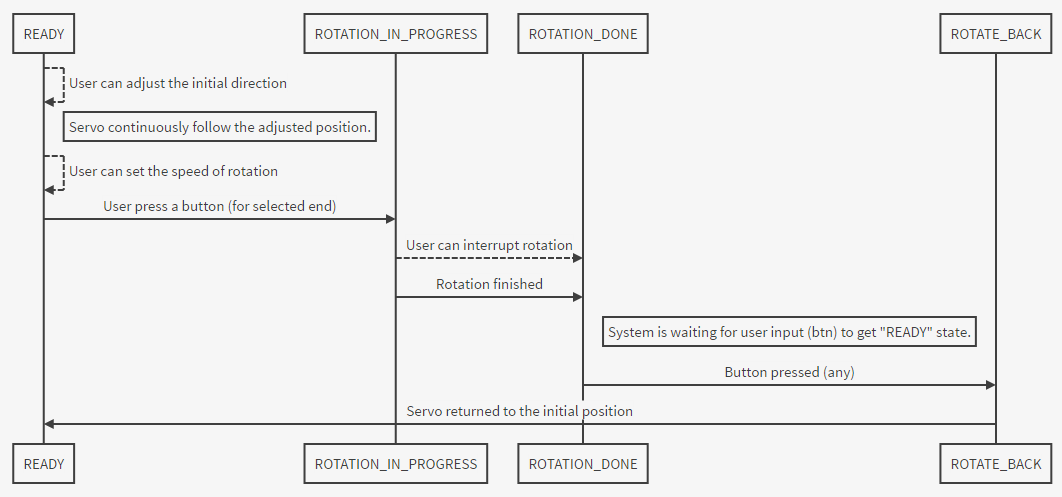 READY
ROTATION_IN_PROGRESS
ROTATION_DONE
ROTATE_BACK
User can adjust the initial direction
Servo continuously follow the adjusted position.
User can set the speed of rotation
User press a button (for selected end)
User can interrupt rotation
Rotation finished
System is waiting for user input (btn) to get "READY" state.
Button pressed (any)
Servo returned to the initial position
READY
ROTATION_IN_PROGRESS
ROTATION_DONE
ROTATE_BACK